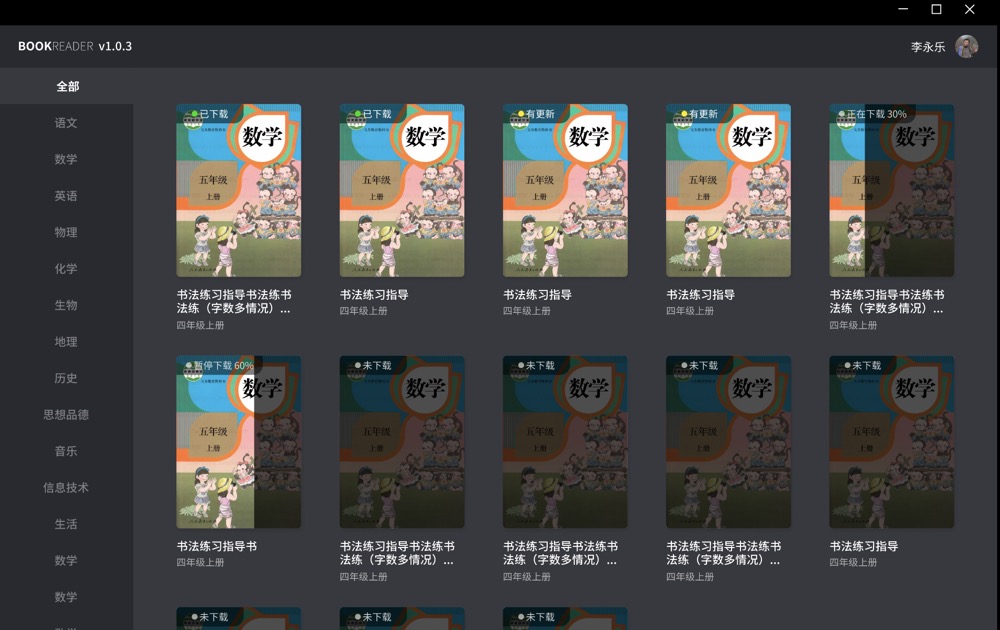 BOOKREADER v1.0.3
李永乐
全部
语文
数学
英语
物理
化学
生物
地理
历史
思想品德
音乐
信息技术
生活
数学
数学
已下载
数学
五年级
上册
书法练习指导书法练书
法练（字数多情况）...
四年级上册
已下载
数学
五年级
上册
书法练习指导
四年级上册
有更新
数学
五年级
上册
书法练习指导
四年级上册
有更新
数学
五年级
上册
书法练习指导
四年级上册
正在下载 30%
数学
五年级
上册
书法练习指导书法练书
法练（字数多情况）...
四年级上册
暂停下载 60%
数学
五年级
上册
书法练习指导书
四年级上册
未下载
数学
五年级
上册
书法练习指导书法练书
法练（字数多情况）...
四年级上册
未下载
数学
五年级
上册
书法练习指导书法练书
法练（字数多情况）...
四年级上册
未下载
数学
五年级
上册
书法练习指导书法练书
法练（字数多情况）...
四年级上册
未下载
数学
五年级
上册
书法练习指导
四年级上册
未下载
未下载
未下载